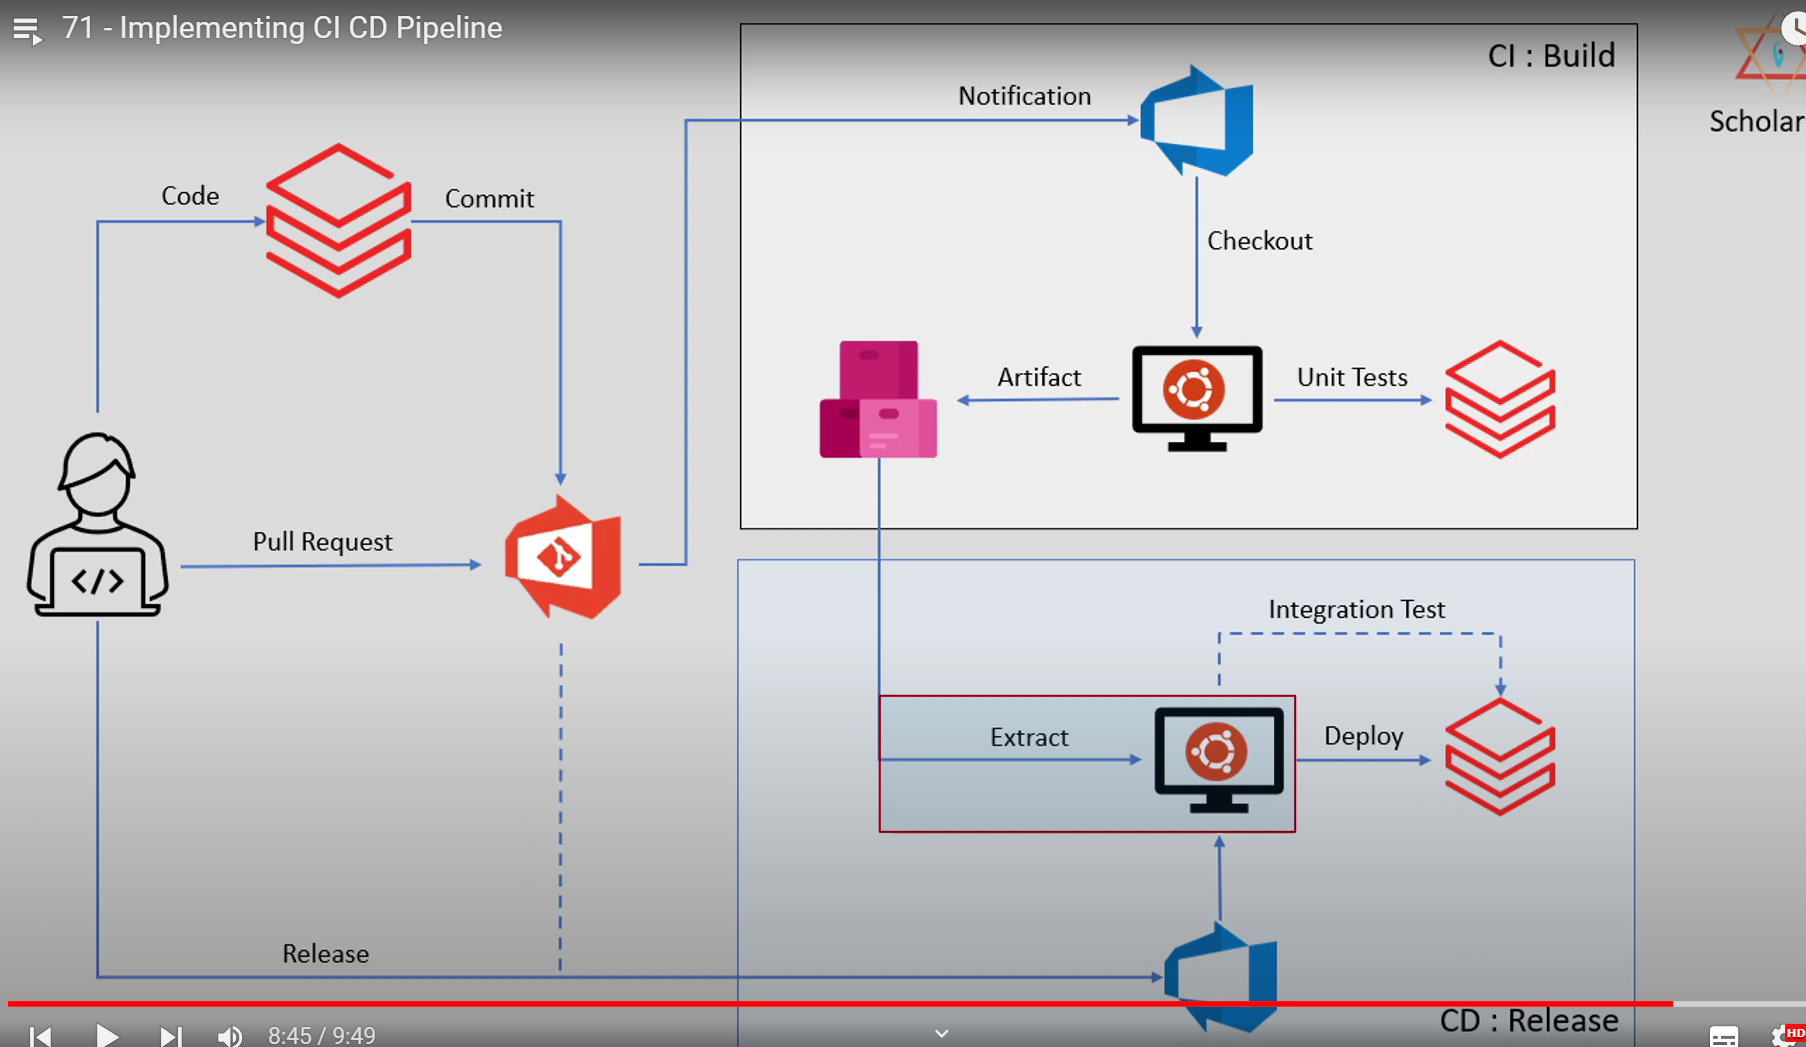 71 - Implementing CI CD Pipeline
CI : Build
Notification
Scholar
Code
Commit
Checkout
Artifact
Unit Tests
Pull Request
</>
Integration Test
Extract
Deploy
Release
CD : Release
8:45 / 9:49
HD